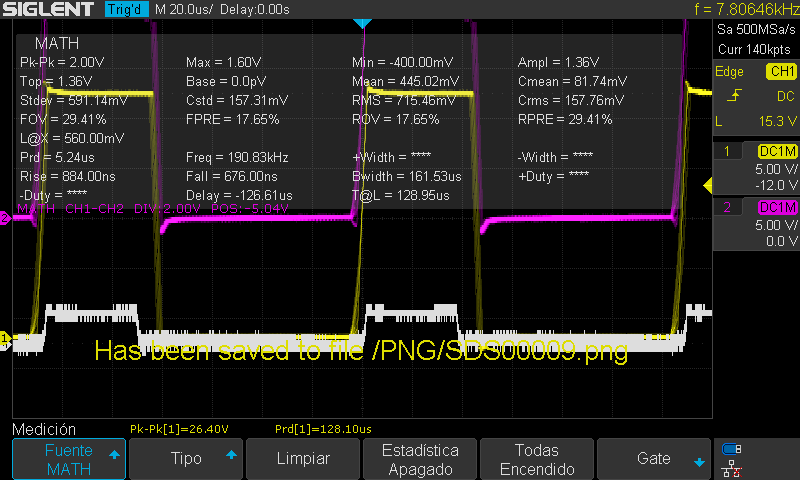 SIGLENT Trig'd M 20.0us/ Delay:0.00s f = 7.80646kHz
Sa 500MSa/s
Curr 140kpts
MATH
Pk-Pk = 2.00V Max = 1.60V Min = -400.00mV Ampl = 1.36V
Top = 1.36V Base = 0.0pV Mean = 445.02mV Cmean = 81.74mV
Stdev = 591.14mV Cstd = 157.31mV RMS = 715.46mV Crms = 157.76mV
FOV = 29.41% FPRE = 17.65% ROV = 17.65% RPRE = 29.41%
L@X = 560.00mV
Prd = 5.24us Freq = 190.83kHz +Width = **** -Width = ****
Rise = 884.00ns Fall = 676.00ns Bwidth = 161.53us +Duty = ****
-Duty = **** Delay = -126.61us T@L = 128.95us
MATH CH1-CH2 DIV:2.00V POS:-5.04V
Edge CH1
DC
L 15.3 V
1 DC1M
5.00 V/
-12.0 V
2 DC1M
5.00 V/
0.0 V
2
1
Has been saved to file /PNG/SDS00009.png
Medición Pk-Pk[1]=26.40V Prd[1]=128.10us
Fuente
MATH
Tipo
Limpiar
Estadística
Apagado
Todas
Encendido
Gate